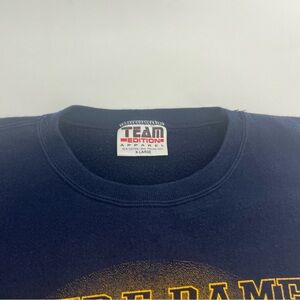 TEAM
EDITION
APPAREL
X-LARGE
RE DAME